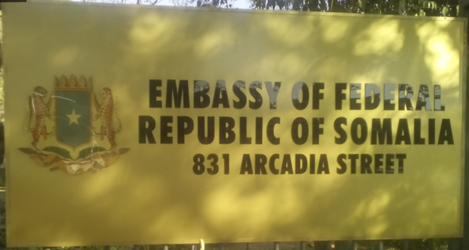 EMBASSY OF FEDERAL
REPUBLIC OF SOMALIA
831 ARCADIA STREET